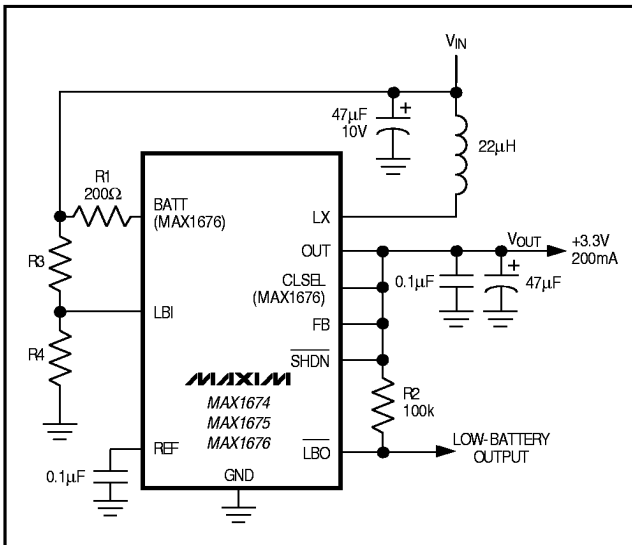 VIN
47µF
10V
22µH
R1
200Ω
BATT
(MAX1676)
LX
R3
OUT
VOUT
+3.3V
200mA
CLSEL
(MAX1676)
0.1µF
47µF
LBI
FB
R4
SHDN
MAXIM
R2
100k
MAX1674
MAX1675
MAX1676
REF
LBO
LOW-BATTERY
OUTPUT
0.1µF
GND